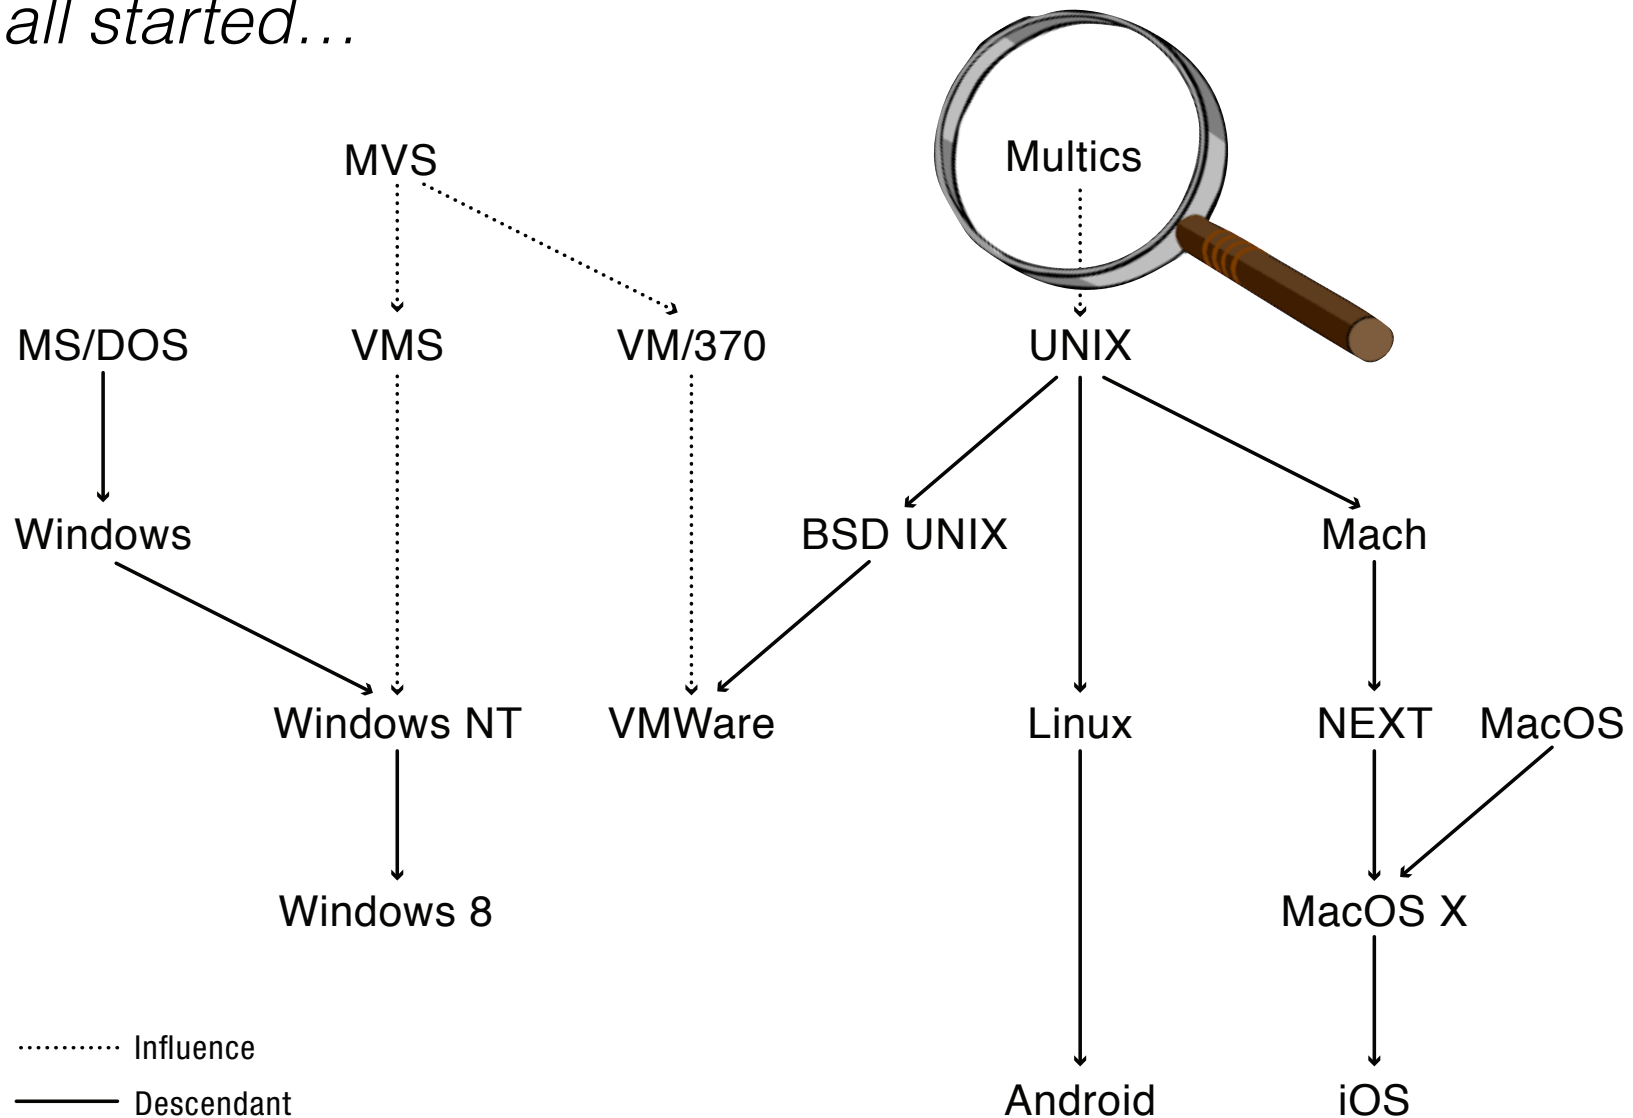 all started…
MVS
Multics
MS/DOS
VMS
VM/370
UNIX
Windows
BSD UNIX
Mach
Windows NT
VMWare
Linux
NEXT
MacOS
Windows 8
MacOS X
Influence
Descendant
Android
iOS